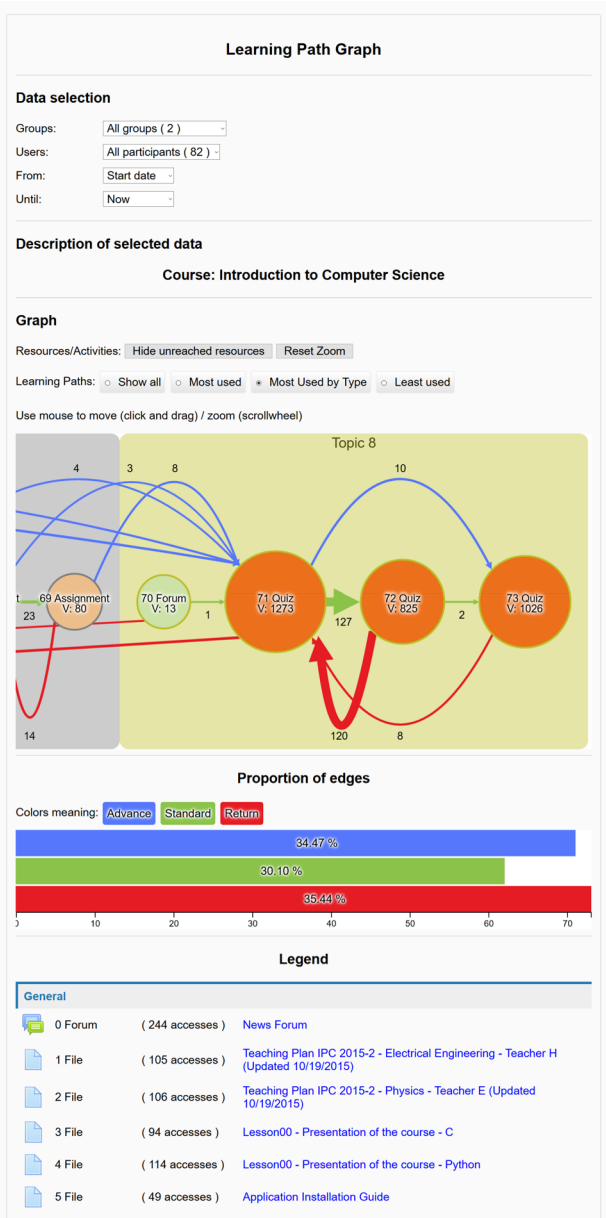 Learning Path Graph
Data selection
Groups: All groups ( 2 )
Users: All participants ( 82 )
From: Start date
Until: Now
Description of selected data
Course: Introduction to Computer Science
Graph
Resources/Activities: Hide unreached resources Reset Zoom
Learning Paths: Show all Most used Most Used by Type Least used
Use mouse to move (click and drag) / zoom (scrollwheel)
Topic 8
4 3 8 10
t 69 Assignment 70 Forum 71 Quiz 72 Quiz 73 Quiz
V: 80 V: 13 V: 1273 V: 825 V: 1026
23 1 127 2
14 120 8
Proportion of edges
Colors meaning: Advance Standard Return
34.47 %
30.10 %
35.44 %
0 10 20 30 40 50 60 70
Legend
General
0 Forum ( 244 accesses ) News Forum
1 File ( 105 accesses ) Teaching Plan IPC 2015-2 - Electrical Engineering - Teacher H
(Updated 10/19/2015)
2 File ( 106 accesses ) Teaching Plan IPC 2015-2 - Physics - Teacher E (Updated
10/19/2015)
3 File ( 94 accesses ) Lesson00 - Presentation of the course - C
4 File ( 114 accesses ) Lesson00 - Presentation of the course - Python
5 File ( 49 accesses ) Application Installation Guide